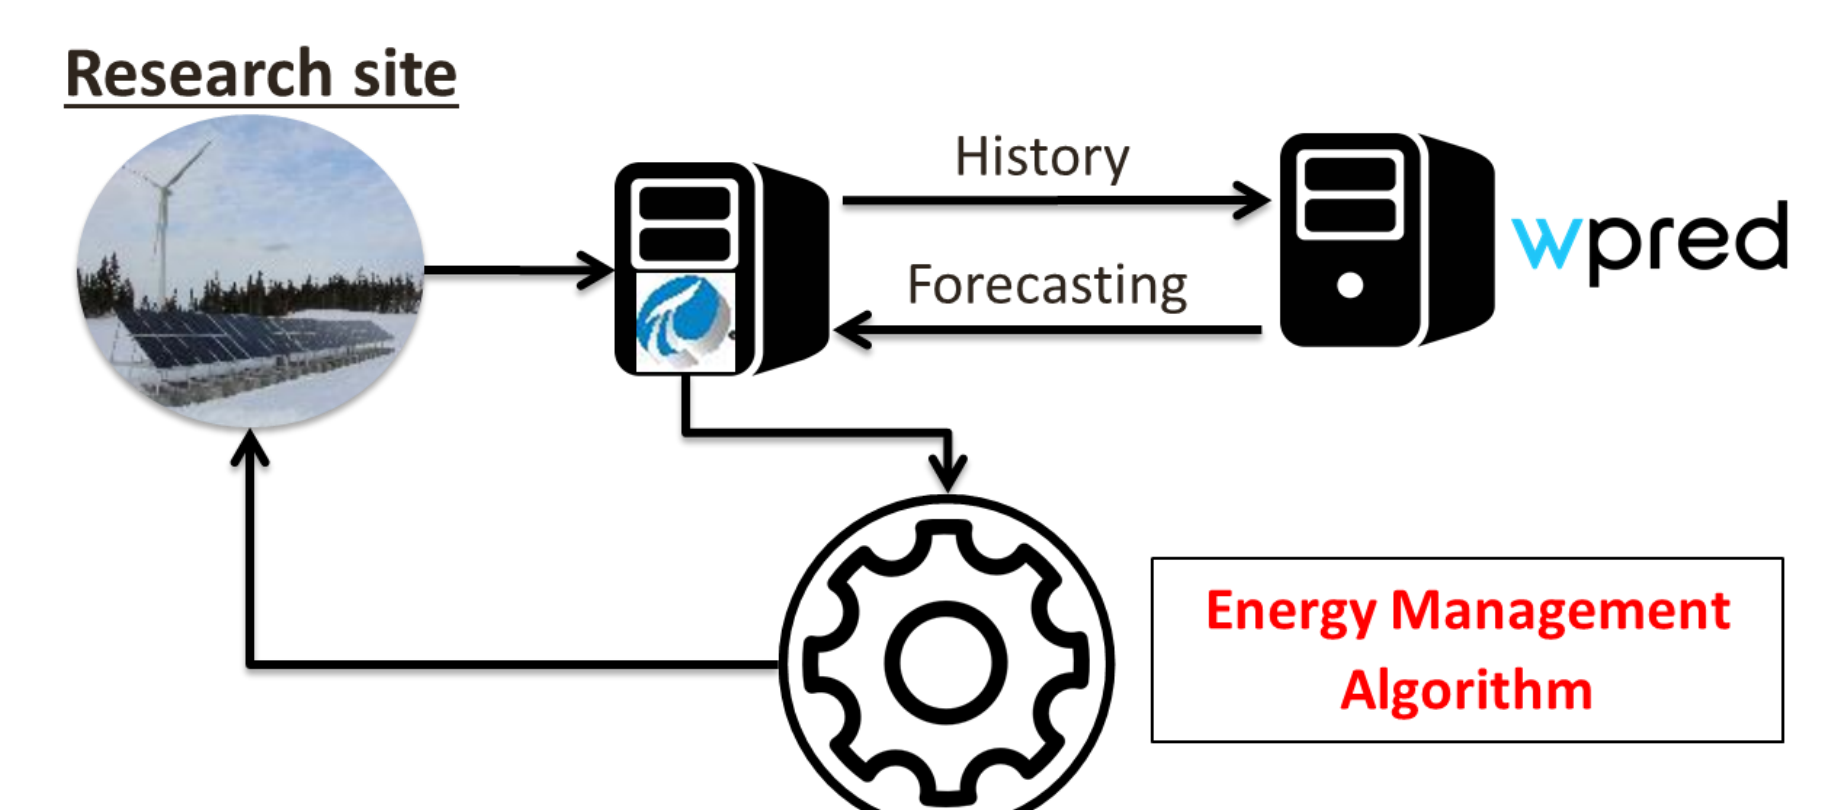 Research site
History
Forecasting
wpred
Energy Management
Algorithm